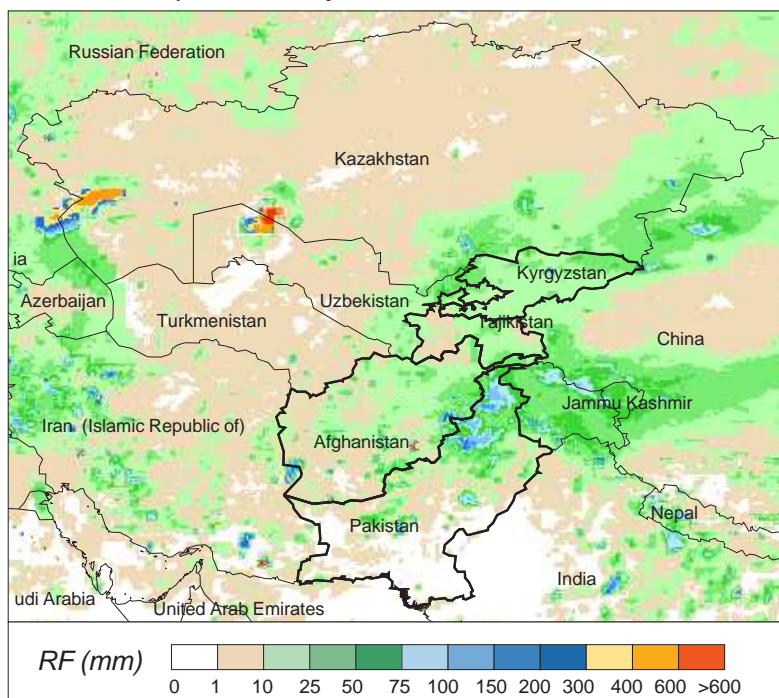 Russian Federation
Kazakhstan
ia
Kyrgyzstan
Azerbaijan
Uzbekistan
Turkmenistan
Tajikistan
China
Jammu Kashmir
Iran (Islamic Republic of)
Afghanistan
Pakistan
Nepal
India
udi Arabia
United Arab Emirates
RF (mm)
0 1 10 25 50 75 100 150 200 300 400 600 >600